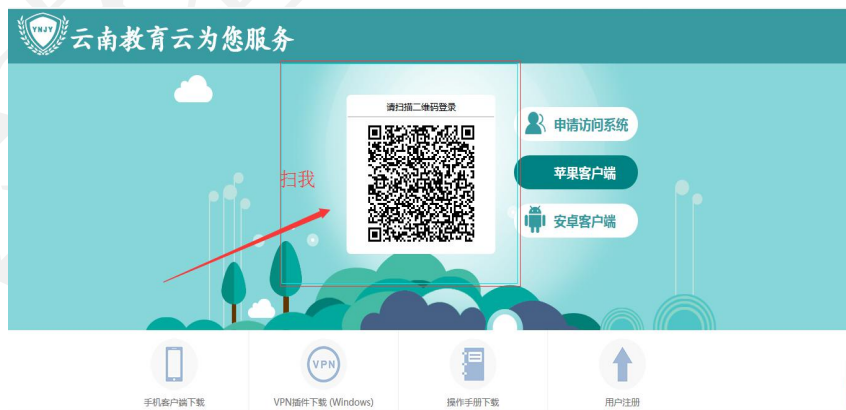 YNJY
云南教育云为您服务
请扫描二维码登录
扫我
申请访问系统
苹果客户端
安卓客户端
VPN
手机客户端下载
VPN插件下载 (Windows)
操作手册下载
用户注册